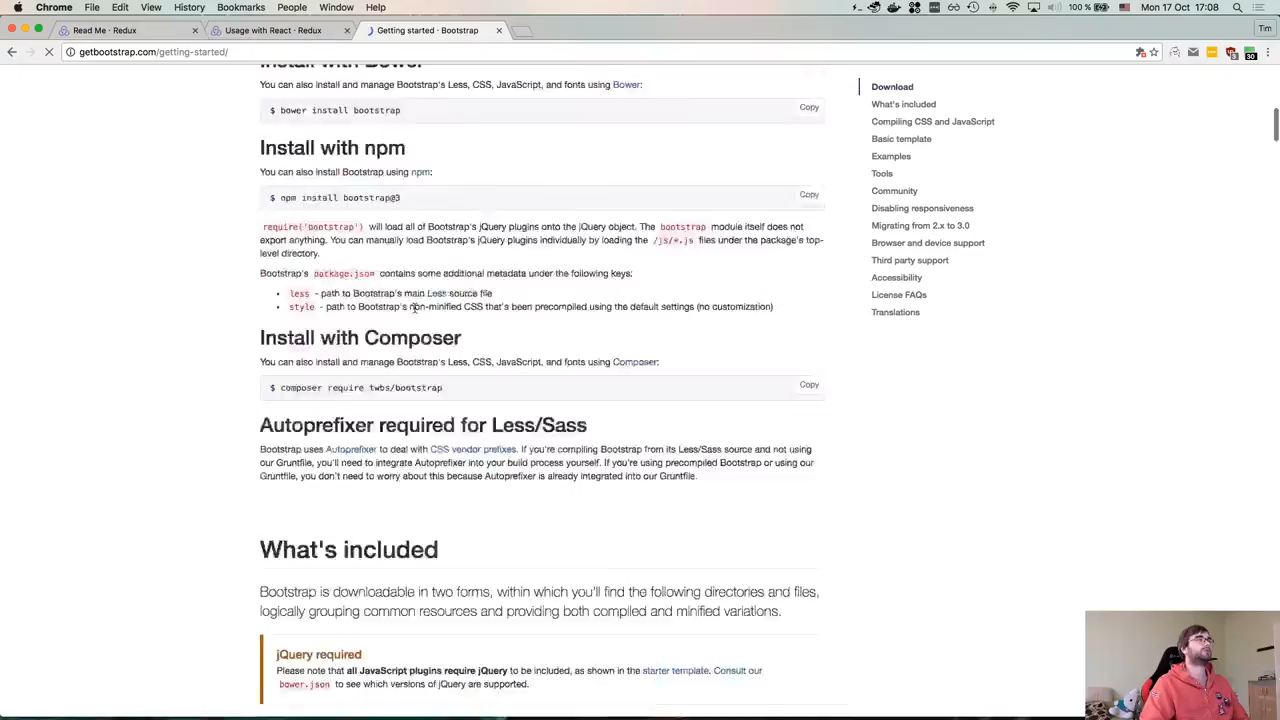 Chrome File Edit View History Bookmarks People Window Help
100 % Mon 17 Oct 17:08
Read Me · Redux
Usage with React · Redux
Getting started · Bootstrap
Tim
getbootstrap.com/getting-started/
Install with Bower
You can also install and manage Bootstrap's Less, CSS, JavaScript, and fonts using Bower:
$ bower install bootstrap
Copy
Install with npm
You can also install Bootstrap using npm:
$ npm install bootstrap@3
Copy
require('bootstrap') will load all of Bootstrap's jQuery plugins onto the jQuery object. The bootstrap module itself does not
export anything. You can manually load Bootstrap's jQuery plugins individually by loading the /js/*.js files under the package's top-
level directory.
Bootstrap's package.json contains some additional metadata under the following keys:
less - path to Bootstrap's main Less source file
style - path to Bootstrap's non-minified CSS that's been precompiled using the default settings (no customization)
Install with Composer
You can also install and manage Bootstrap's Less, CSS, JavaScript, and fonts using Composer:
$ composer require twbs/bootstrap
Copy
Autoprefixer required for Less/Sass
Bootstrap uses Autoprefixer to deal with CSS vendor prefixes. If you're compiling Bootstrap from its Less/Sass source and not using
our Gruntfile, you'll need to integrate Autoprefixer into your build process yourself. If you're using precompiled Bootstrap or using our
Gruntfile, you don't need to worry about this because Autoprefixer is already integrated into our Gruntfile.
What's included
Bootstrap is downloadable in two forms, within which you'll find the following directories and files,
logically grouping common resources and providing both compiled and minified variations.
jQuery required
Please note that all JavaScript plugins require jQuery to be included, as shown in the starter template. Consult our
bower.json to see which versions of jQuery are supported.
Download
What's included
Compiling CSS and JavaScript
Basic template
Examples
Tools
Community
Disabling responsiveness
Migrating from 2.x to 3.0
Browser and device support
Third party support
Accessibility
License FAQs
Translations